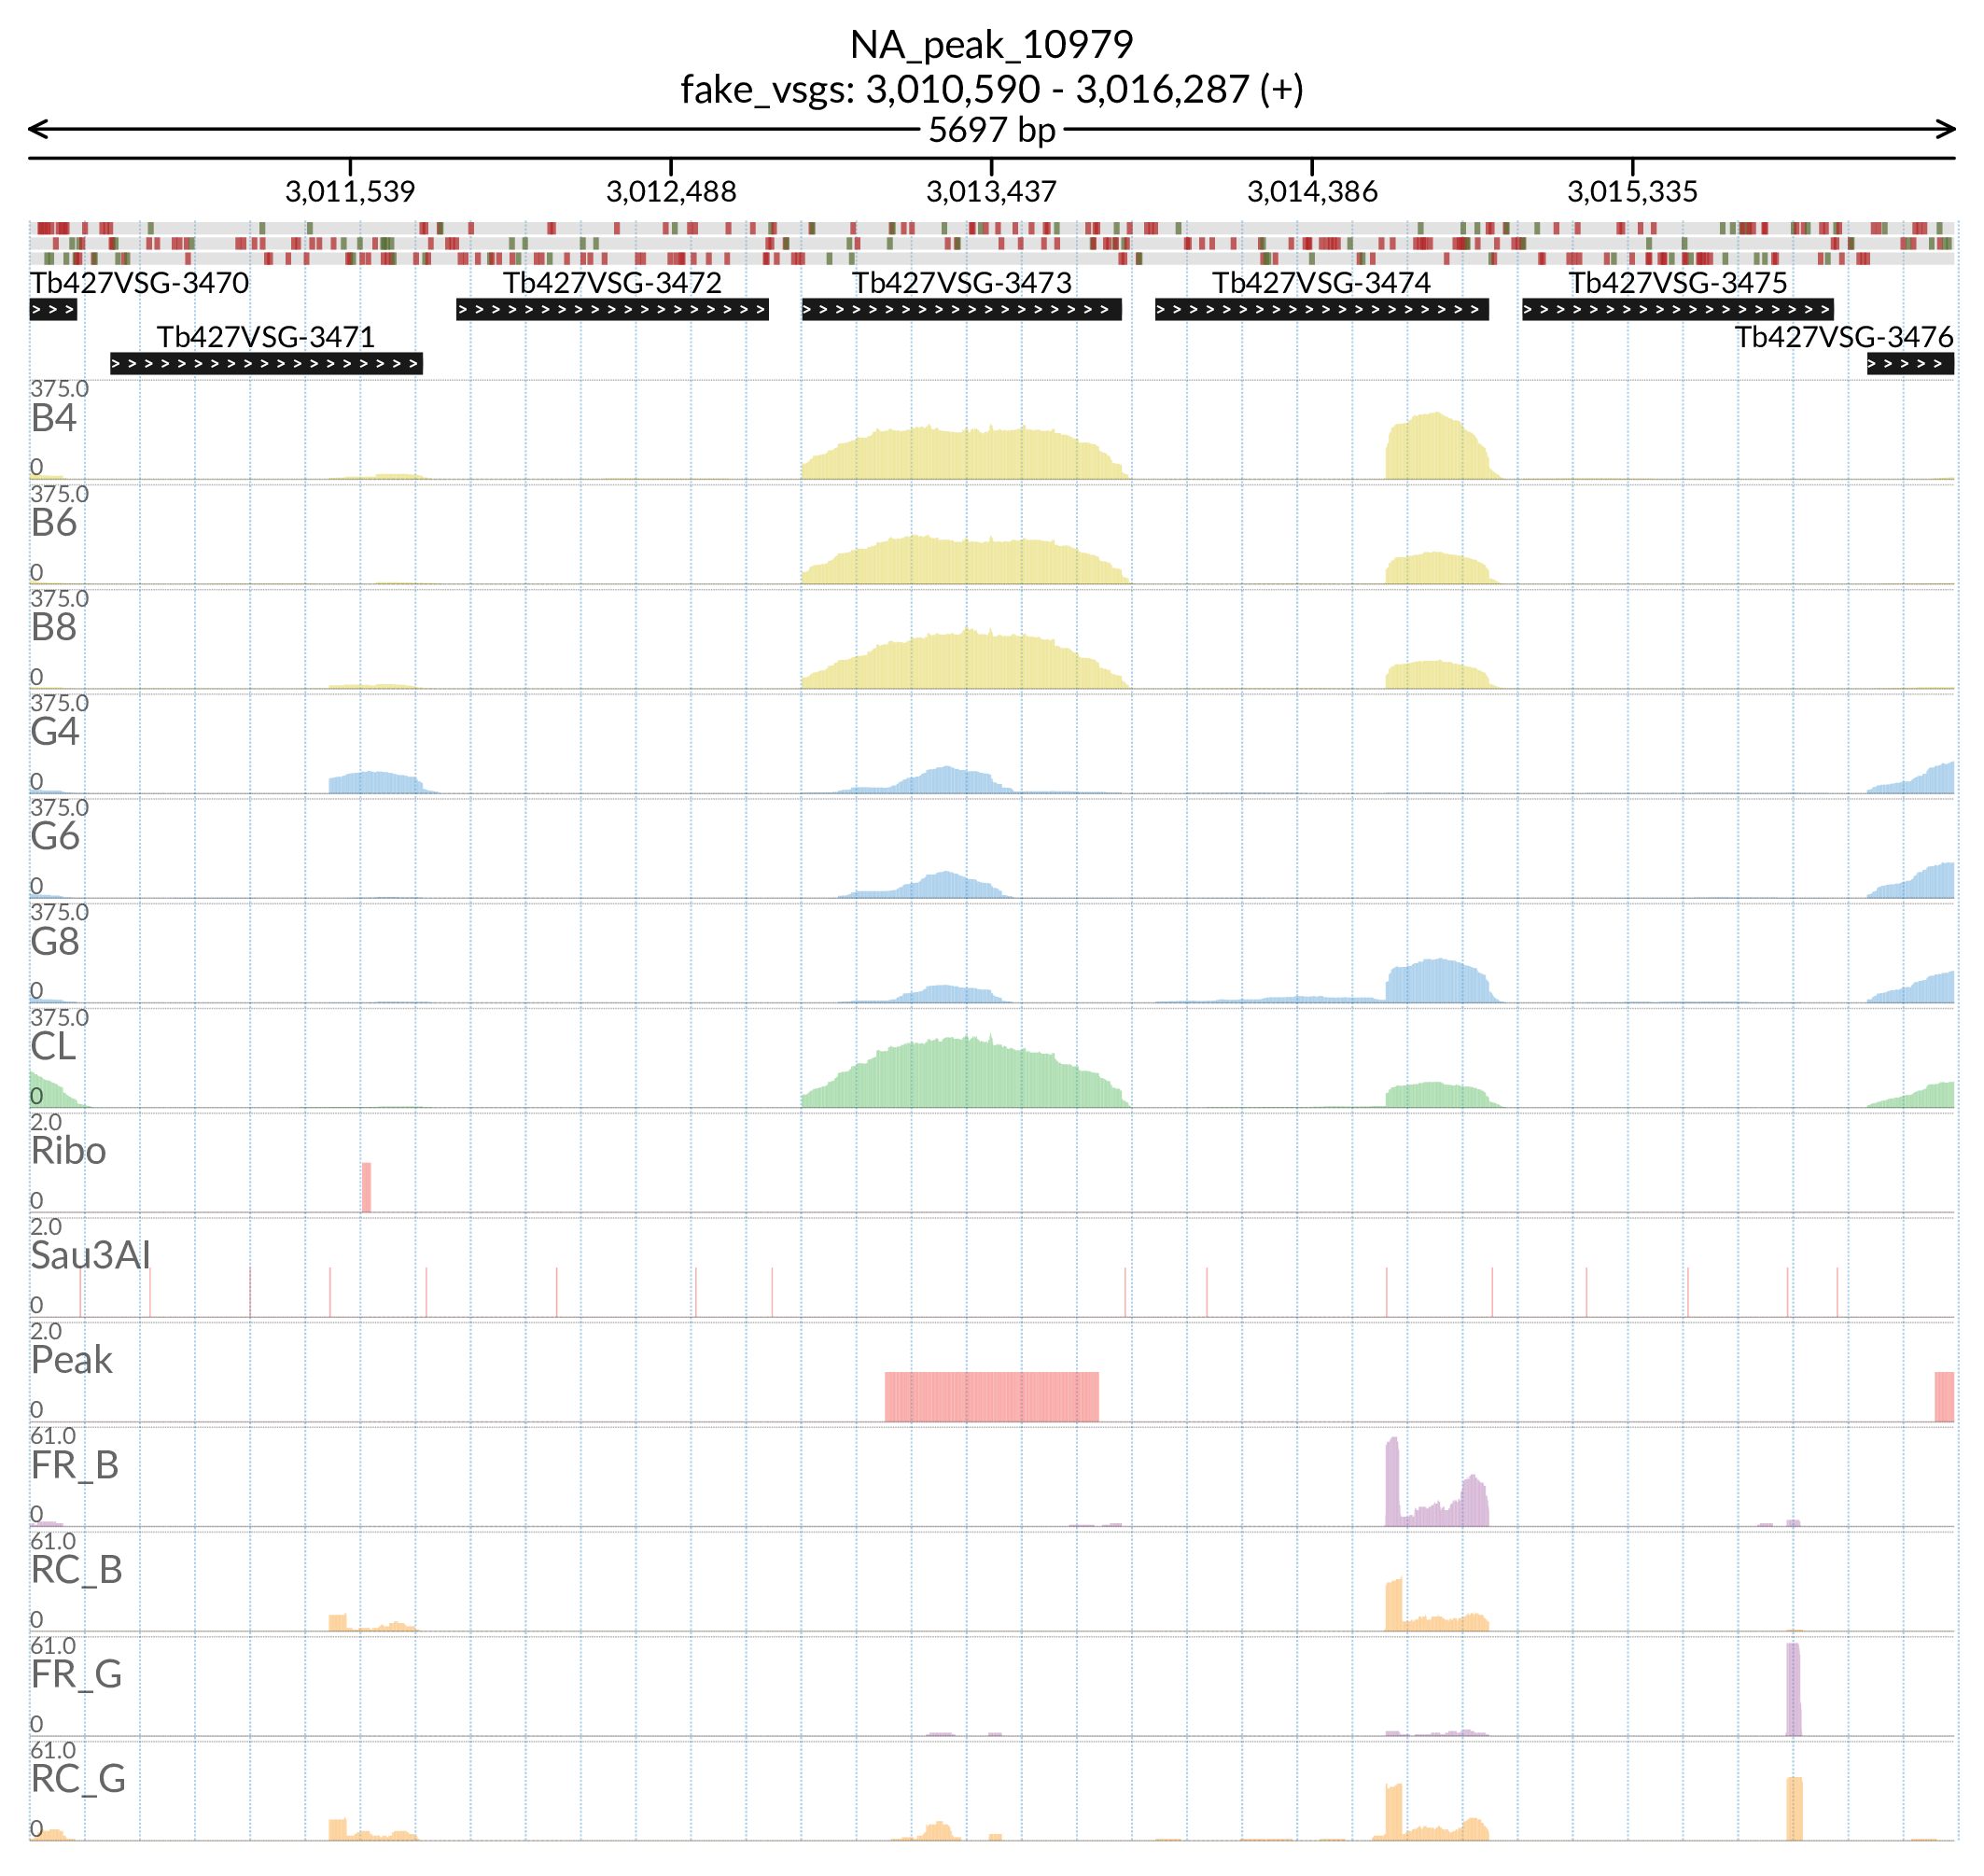 NA_peak_10979
fake_vsgs: 3,010,590 - 3,016,287 (+)
5697 bp
3,011,539 3,012,488 3,013,437 3,014,386 3,015,335
Tb427VSG-3470 Tb427VSG-3472 Tb427VSG-3473 Tb427VSG-3474 Tb427VSG-3475
> > >
Tb427VSG-3471 Tb427VSG-3476
375.0
B4
0
375.0
B6
0
375.0
B8
0
375.0
G4
0
375.0
G6
0
375.0
G8
0
375.0
CL
0
2.0
Ribo
0
2.0
Sau3AI
0
2.0
Peak
0
61.0
FR_B
0
61.0
RC_B
0
61.0
FR_G
0
61.0
RC_G
0